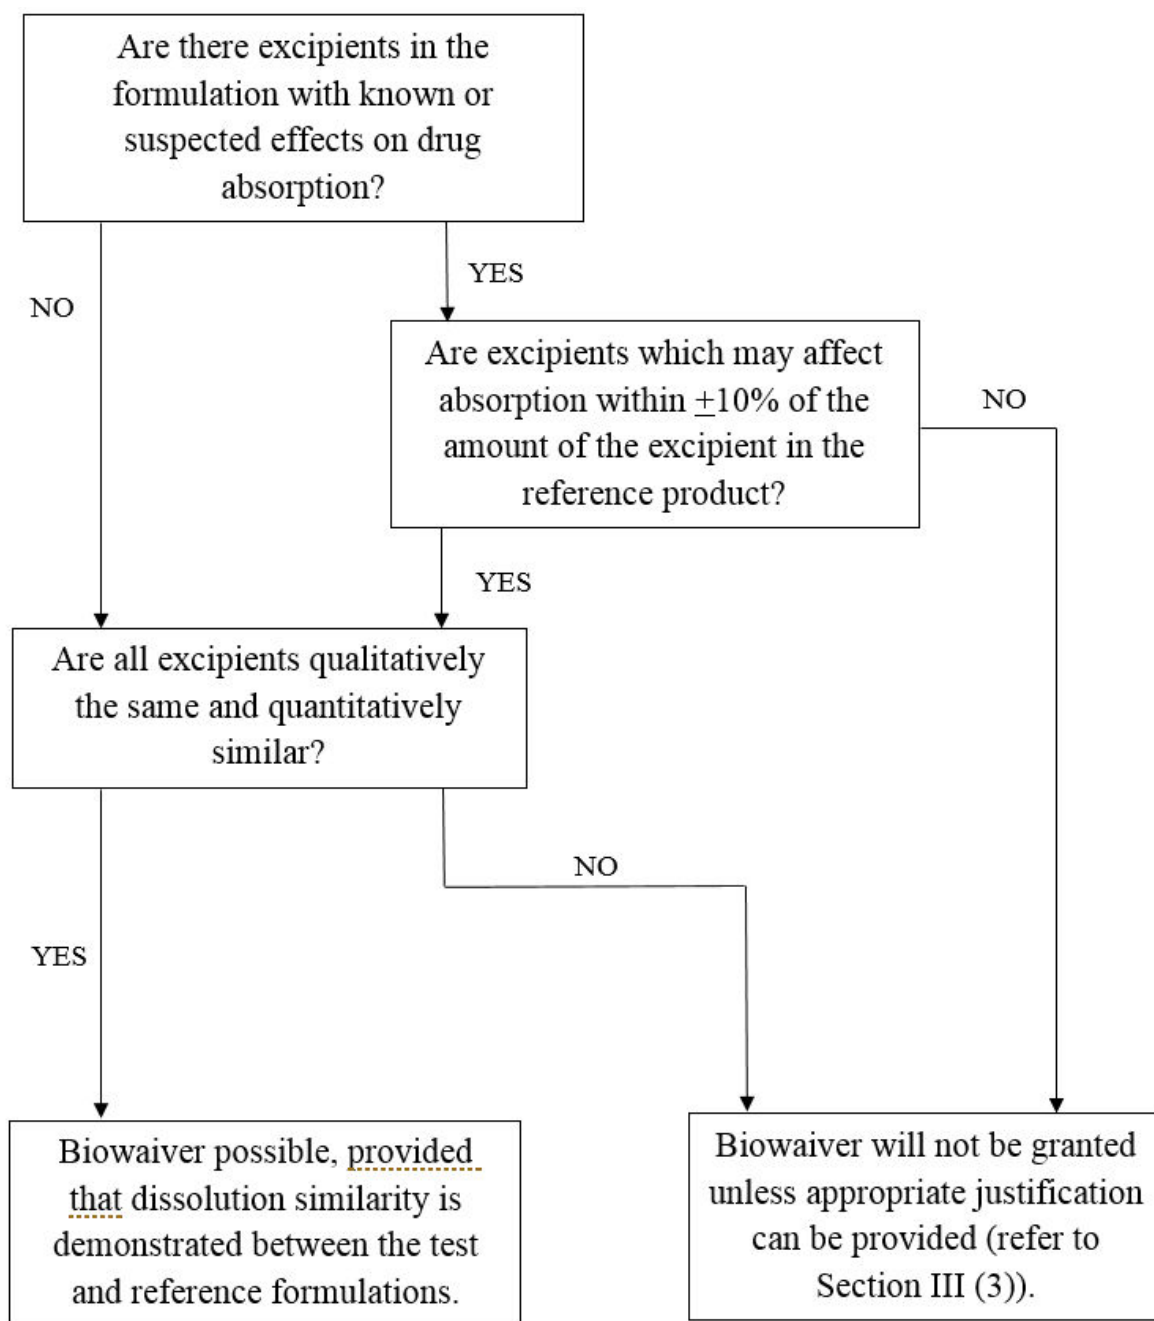 Are there excipients in the
formulation with known or
suspected effects on drug
absorption?
YES
NO
Are excipients which may affect
absorption within ±10% of the
amount of the excipient in the
reference product?
NO
YES
Are all excipients qualitatively
the same and quantitatively
similar?
NO
YES
Biowaiver possible, provided
that dissolution similarity is
demonstrated between the test
and reference formulations.
Biowaiver will not be granted
unless appropriate justification
can be provided (refer to
Section III (3)).